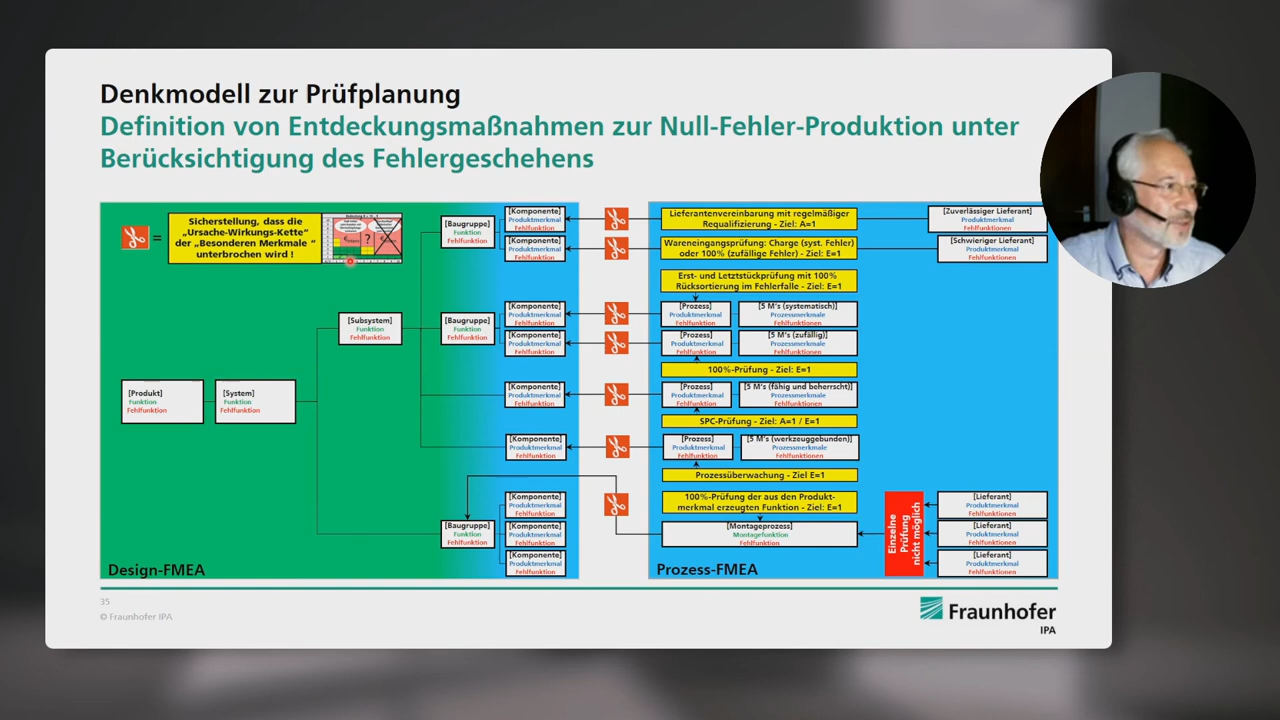 Denkmodell zur Prüfplanung
Definition von Entdeckungsmaßnahmen zur Null-Fehler-Produktion unter
Berücksichtigung des Fehlergeschehens
=
Sicherstellung, dass die
„Ursache-Wirkungs-Kette“
der „Besonderen Merkmale “
unterbrochen wird !
[Produkt]
Funktion
Fehlfunktion
[System]
Funktion
Fehlfunktion
[Subsystem]
Funktion
Fehlfunktion
[Baugruppe]
Funktion
Fehlfunktion
[Baugruppe]
Funktion
Fehlfunktion
[Baugruppe]
Funktion
Fehlfunktion
[Komponente]
Produktmerkmal
Fehlfunktion
[Komponente]
Produktmerkmal
Fehlfunktion
[Komponente]
Produktmerkmal
Fehlfunktion
[Komponente]
Produktmerkmal
Fehlfunktion
[Komponente]
Produktmerkmal
Fehlfunktion
[Komponente]
Produktmerkmal
Fehlfunktion
[Komponente]
Produktmerkmal
Fehlfunktion
[Komponente]
Produktmerkmal
Fehlfunktion
[Komponente]
Produktmerkmal
Fehlfunktion
Design-FMEA
Lieferantenvereinbarung mit regelmäßiger
Requalifizierung - Ziel: A=1
[Zuverlässiger Lieferant]
Produktmerkmal
Fehlfunktionen
Wareneingangsprüfung: Charge (syst. Fehler)
oder 100% (zufällige Fehler) - Ziel: E=1
[Schwieriger Lieferant]
Produktmerkmal
Fehlfunktionen
Erst- und Letztstückprüfung mit 100%
Rücksortierung im Fehlerfalle - Ziel: E=1
[Prozess]
Produktmerkmal
Fehlfunktion
[5 M's (systematisch)]
Prozessmerkmale
Fehlfunktionen
[Prozess]
Produktmerkmal
Fehlfunktion
[5 M's (zufällig)]
Prozessmerkmale
Fehlfunktionen
100%-Prüfung - Ziel: E=1
[Prozess]
Produktmerkmal
Fehlfunktion
[5 M's (fähig und beherrscht)]
Prozessmerkmale
Fehlfunktionen
SPC-Prüfung - Ziel: A=1 / E=1
[Prozess]
Produktmerkmal
Fehlfunktion
[5 M's (werkzeuggebunden)]
Prozessmerkmale
Fehlfunktionen
Prozessüberwachung - Ziel E=1
100%-Prüfung der aus den Produkt-
merkmal erzeugten Funktion - Ziel: E=1
[Montageprozess]
Montagefunktion
Fehlfunktion
Einzelne
Prüfung
nicht möglich
[Lieferant]
Produktmerkmal
Fehlfunktionen
[Lieferant]
Produktmerkmal
Fehlfunktionen
[Lieferant]
Produktmerkmal
Fehlfunktionen
Prozess-FMEA
35
© Fraunhofer IPA
Fraunhofer
IPA